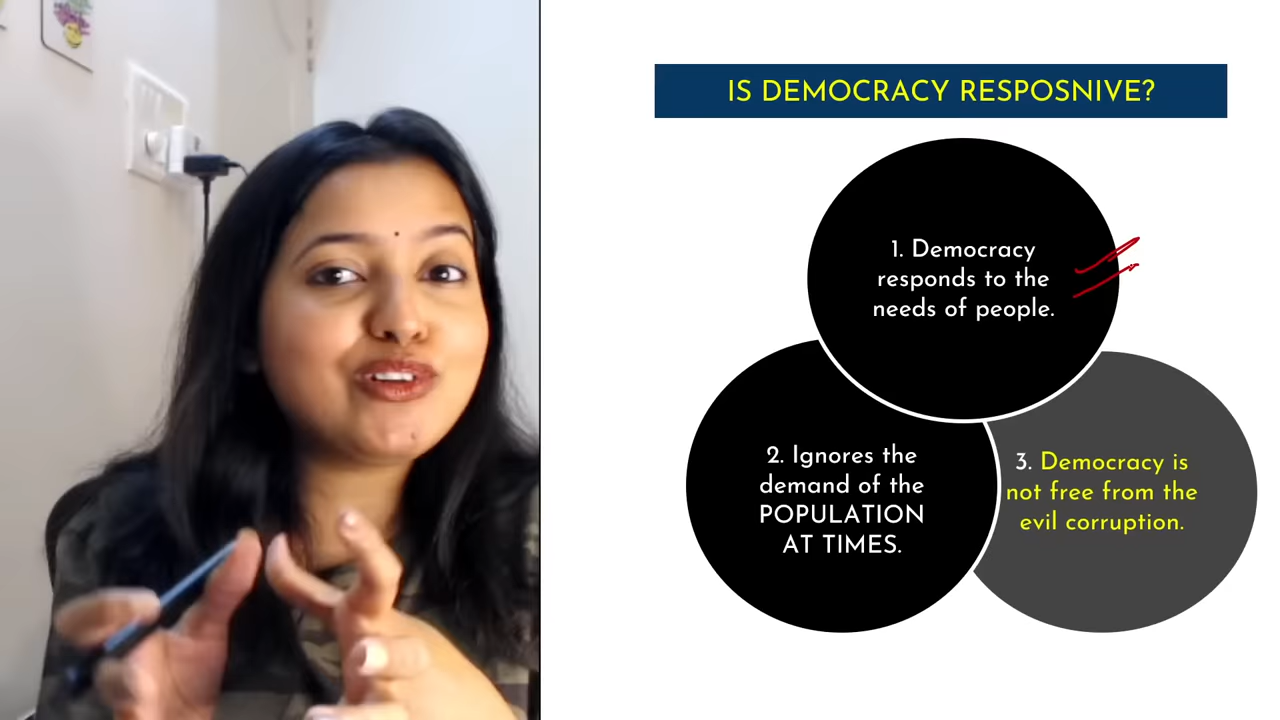 IS DEMOCRACY RESPOSNIVE?
1. Democracy
responds to the
needs of people.
2. Ignores the
demand of the
POPULATION
AT TIMES.
3. Democracy is
not free from the
evil corruption.